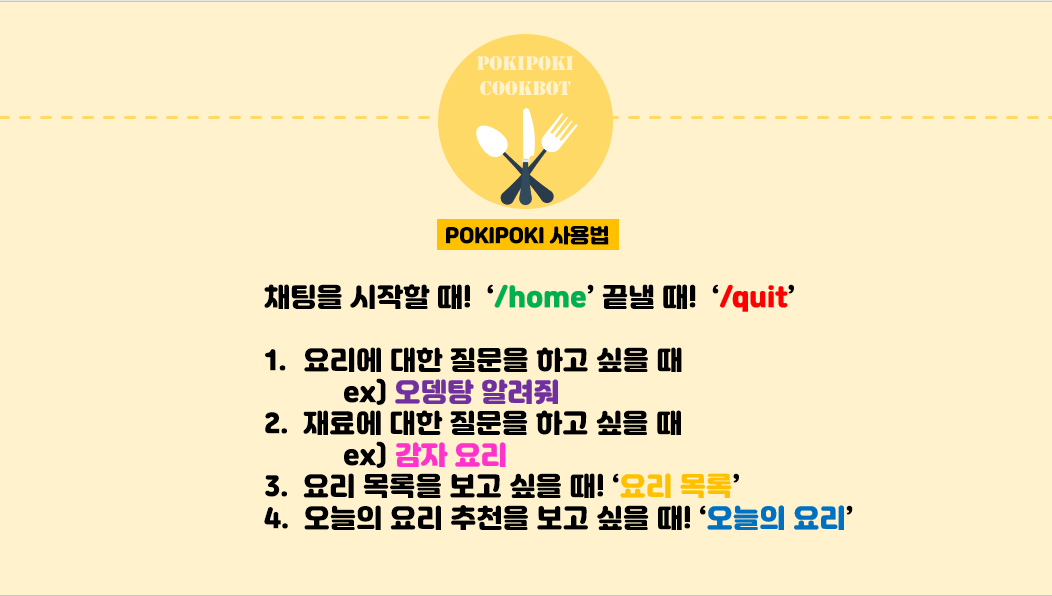 POKIPOKI
COOKBOT
POKIPOKI 사용법
채팅을 시작할 때! ‘/home’ 끝낼 때! ‘/quit’
1. 요리에 대한 질문을 하고 싶을 때
ex) 오뎅탕 알려줘
2. 재료에 대한 질문을 하고 싶을 때
ex) 감자 요리
3. 요리 목록을 보고 싶을 때! ‘요리 목록’
4. 오늘의 요리 추천을 보고 싶을 때! ‘오늘의 요리’